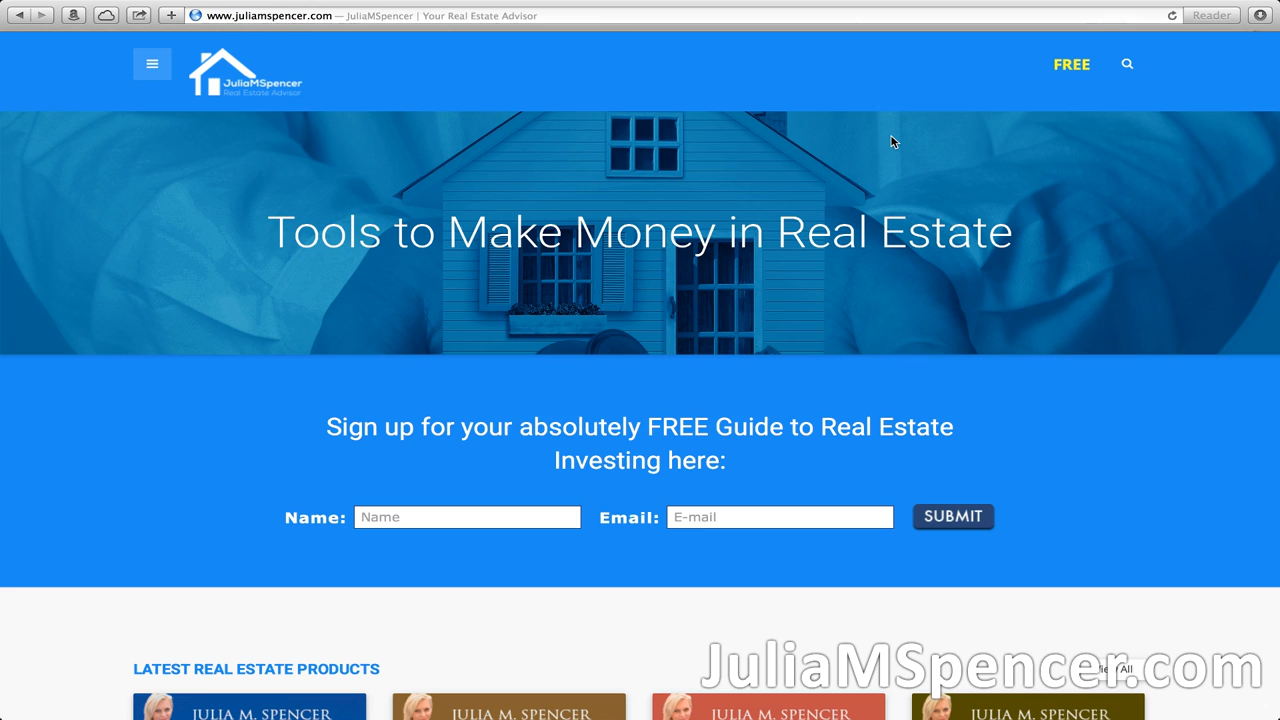 www.juliamspencer.com — JuliaMSpencer | Your Real Estate Advisor
Reader
JuliaMSpencer
Real Estate Advisor
FREE
Tools to Make Money in Real Estate
Sign up for your absolutely FREE Guide to Real Estate
Investing here:
Name: Name Email: E-mail SUBMIT
LATEST REAL ESTATE PRODUCTS
All
JuliaMSpencer.com
JULIA M. SPENCER
JULIA M. SPENCER
JULIA M. SPENCER
JULIA M. SPENCER